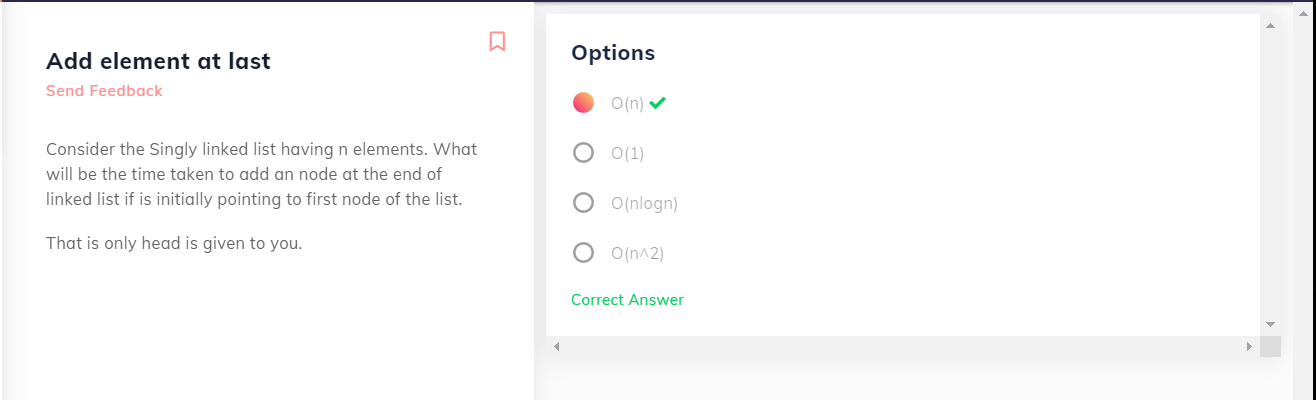 Add element at last
Send Feedback
Consider the Singly linked list having n elements. What
will be the time taken to add an node at the end of
linked list if is initially pointing to first node of the list.
That is only head is given to you.
Options
O(n)
O(1)
O(nlogn)
O(n^2)
Correct Answer